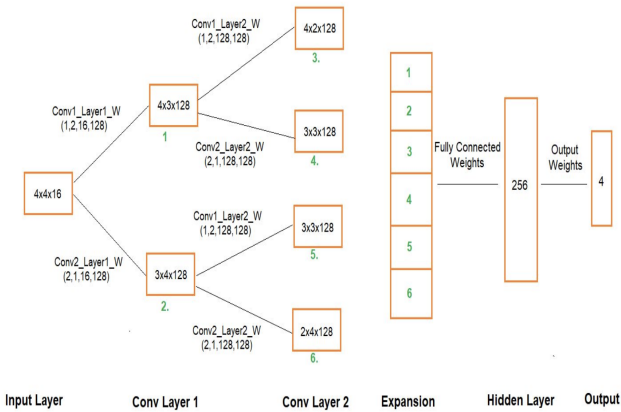 Conv1_Layer2_W
(1,2,128,128)
4x2x128
3.
Conv1_Layer1_W
(1,2,16,128)
4x3x128
1
Conv2_Layer2_W
(2,1,128,128)
3x3x128
4.
4x4x16
Conv2_Layer1_W
(2,1,16,128)
3x4x128
2.
Conv1_Layer2_W
(1,2,128,128)
3x3x128
5.
Conv2_Layer2_W
(2,1,128,128)
2x4x128
6.
1
2
3
4
5
6
Fully Connected
Weights
256
Output
Weights
4
Input Layer
Conv Layer 1
Conv Layer 2
Expansion
Hidden Layer
Output